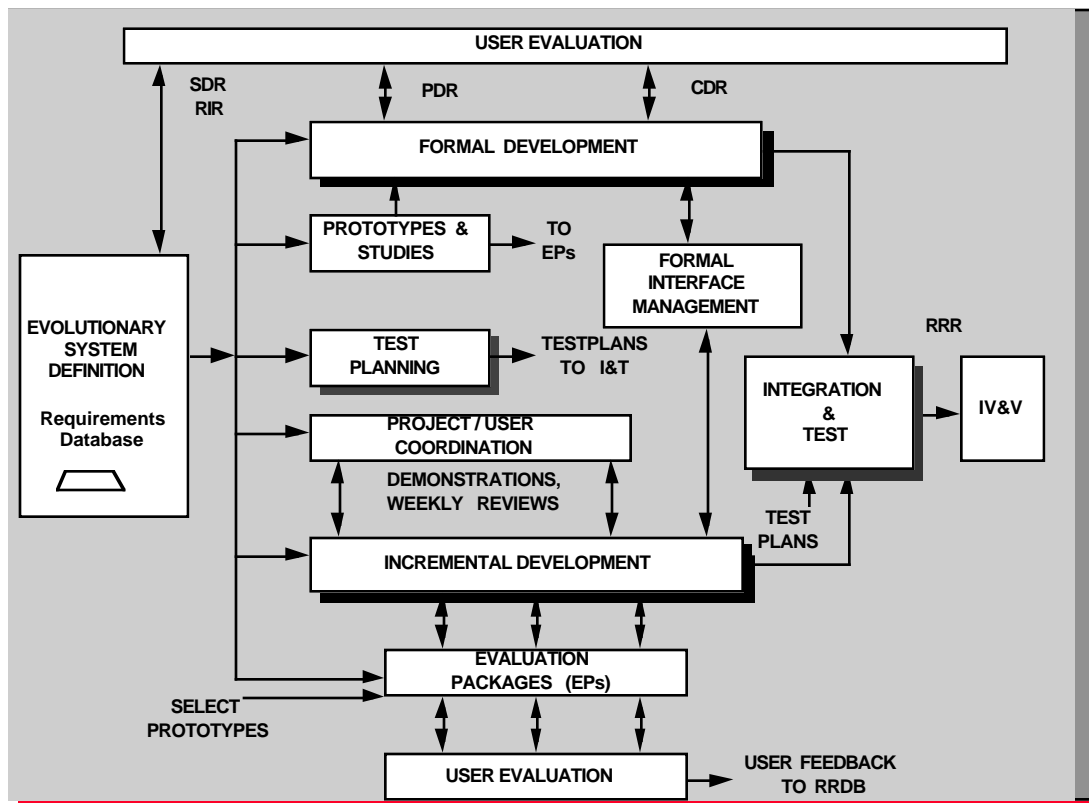 USER EVALUATION
SDR
RIR
PDR
CDR
FORMAL DEVELOPMENT
PROTOTYPES &
STUDIES
TO
EPs
FORMAL
INTERFACE
MANAGEMENT
EVOLUTIONARY
SYSTEM
DEFINITION
Requirements
Database
TEST
PLANNING
TESTPLANS
TO I&T
RRR
INTEGRATION
&
TEST
IV&V
PROJECT / USER
COORDINATION
DEMONSTRATIONS,
WEEKLY REVIEWS
TEST
PLANS
INCREMENTAL DEVELOPMENT
EVALUATION
PACKAGES (EPs)
SELECT
PROTOTYPES
USER EVALUATION
USER FEEDBACK
TO RRDB